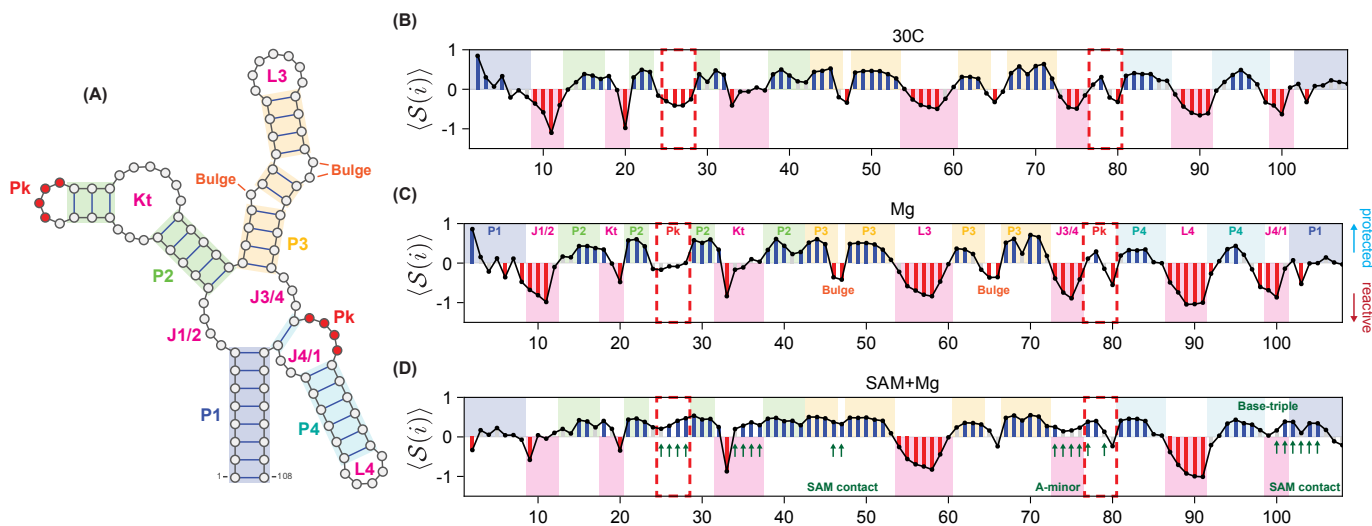 (A)
L3
Bulge
Bulge
Pk
Kt
P3
P2
J3/4
Pk
J1/2
J4/1
P1
P4
L4
1
108
(B)
30C
⟨S(i)⟩
1
0
-1
10 20 30 40 50 60 70 80 90 100
(C)
Mg
⟨S(i)⟩
1
0
-1
P1 J1/2 P2 Kt P2 Pk P2 Kt P2 P3 P3 L3 P3 P3 J3/4 Pk P4 L4 P4 J4/1 P1
Bulge Bulge
10 20 30 40 50 60 70 80 90 100
protected
reactive
(D)
SAM+Mg
⟨S(i)⟩
1
0
-1
Base-triple
SAM contact A-minor SAM contact
10 20 30 40 50 60 70 80 90 100